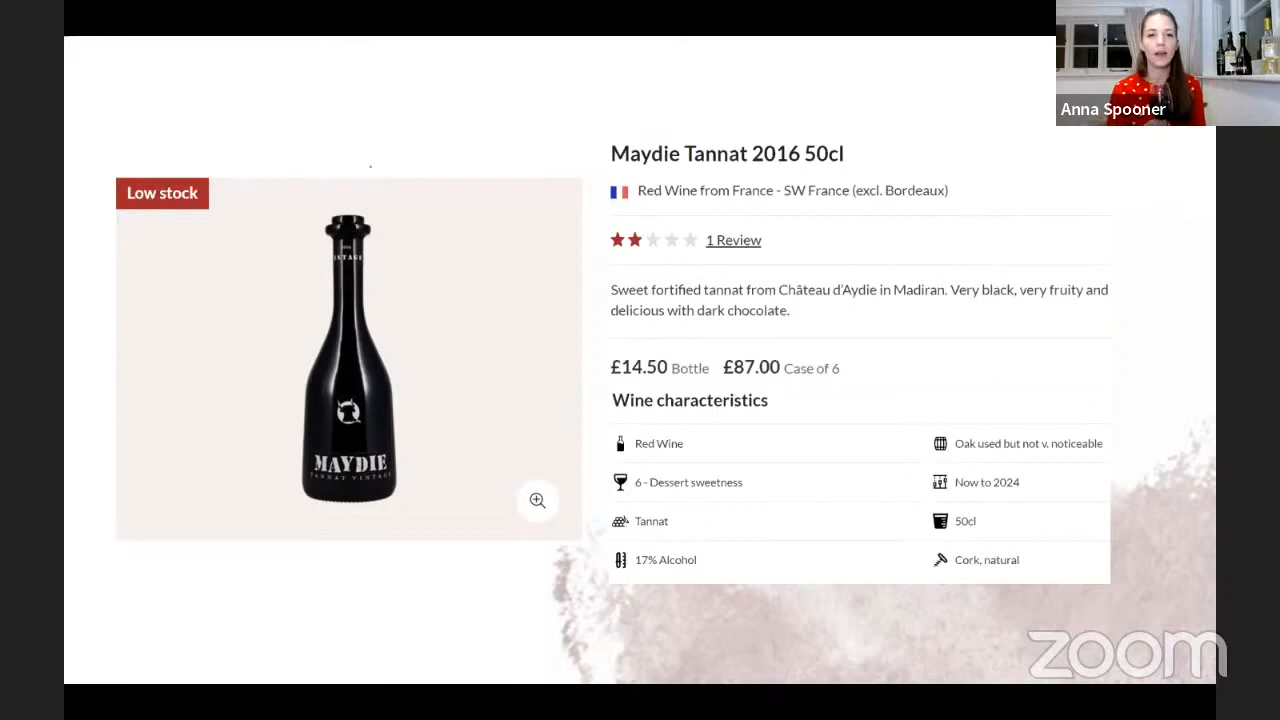 Anna Spooner
Maydie Tannat 2016 50cl
Red Wine from France - SW France (excl. Bordeaux)
Low stock
1 Review
Sweet fortified tannat from Château d'Aydie in Madiran. Very black, very fruity and
delicious with dark chocolate.
£14.50 Bottle £87.00 Case of 6
Wine characteristics
Red Wine
Oak used but not v. noticeable
6 - Dessert sweetness
Now to 2024
Tannat
50cl
17% Alcohol
Cork, natural
MAYDIE
TANNAT VINTAGE
zoom